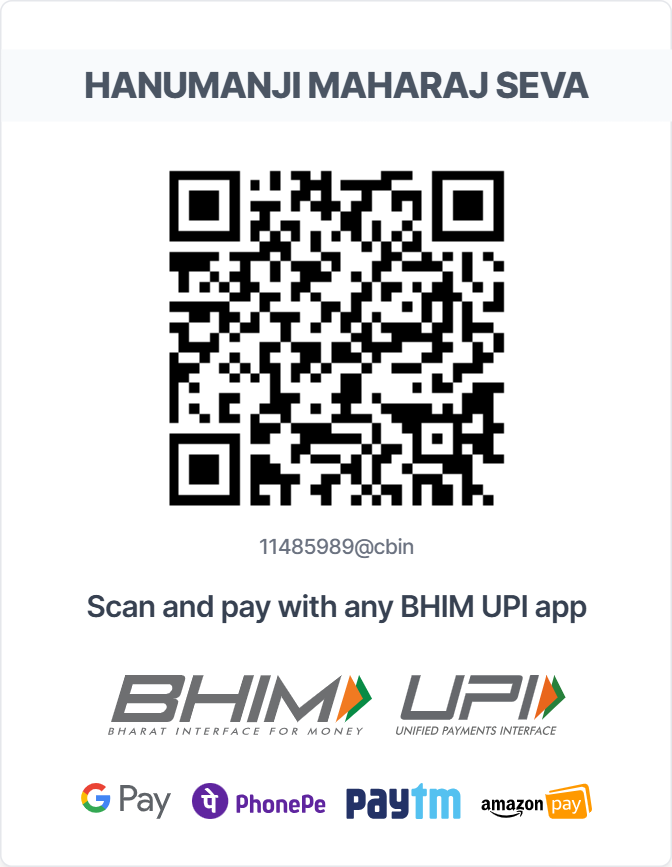 HANUMANJI MAHARAJ SEVA
11485989@cbin
Scan and pay with any BHIM UPI app
BHIM UPI
BHARAT INTERFACE FOR MONEY UNIFIED PAYMENTS INTERFACE
G Pay पे PhonePe paytm amazon pay